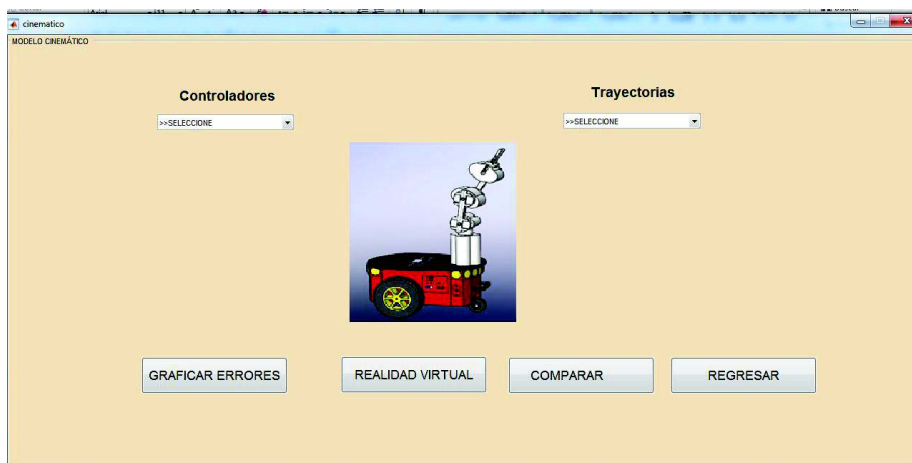 cinematico
MODELO CINEMÁTICO
Controladores
Trayectorias
>>SELECCIONE
>>SELECCIONE
GRAFICAR ERRORES
REALIDAD VIRTUAL
COMPARAR
REGRESAR